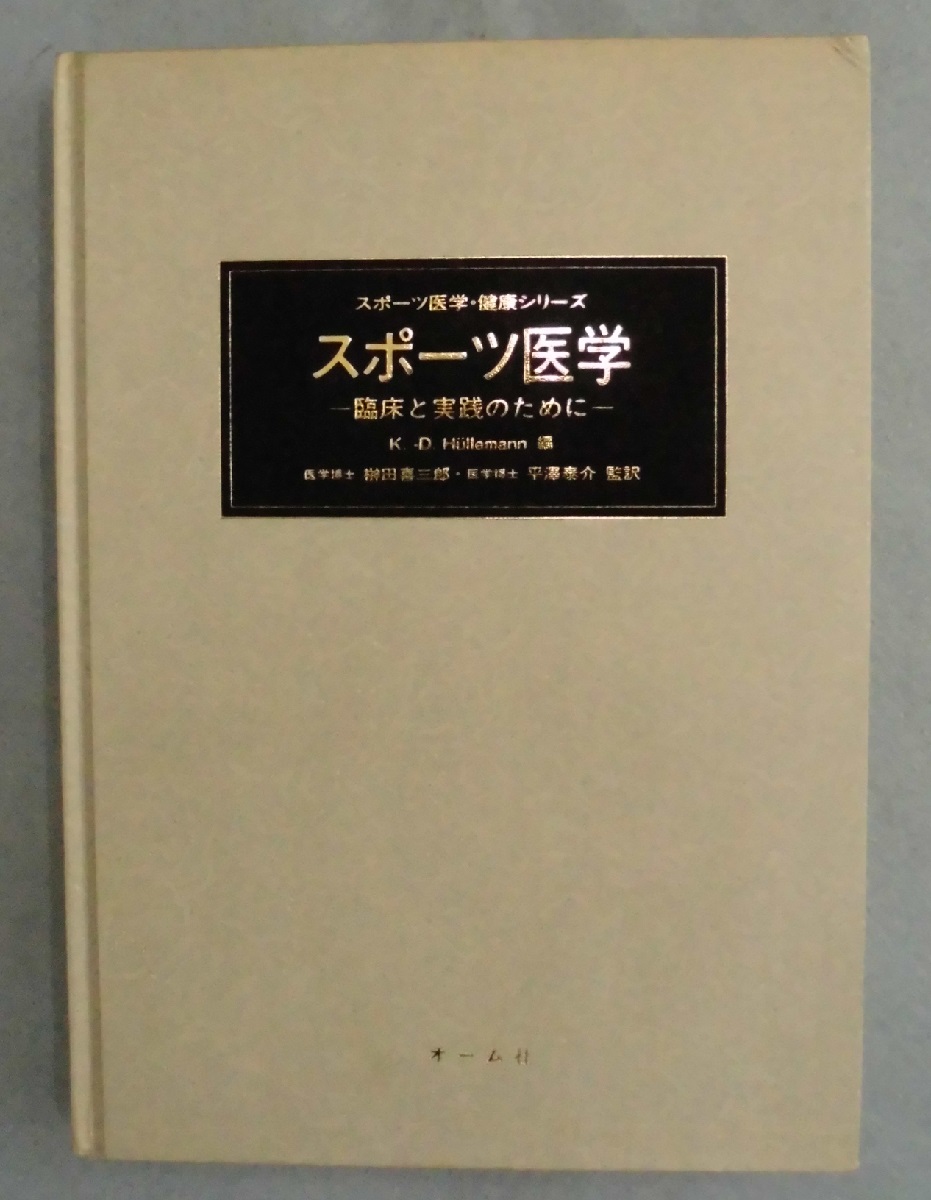 スポーツ医学・健康シリーズ
スポーツ医学
―臨床と実践のために―
K. -D. Hüllemann 編
医学博士 榊田喜三郎・医学博士 平澤泰介 監訳
オーム社